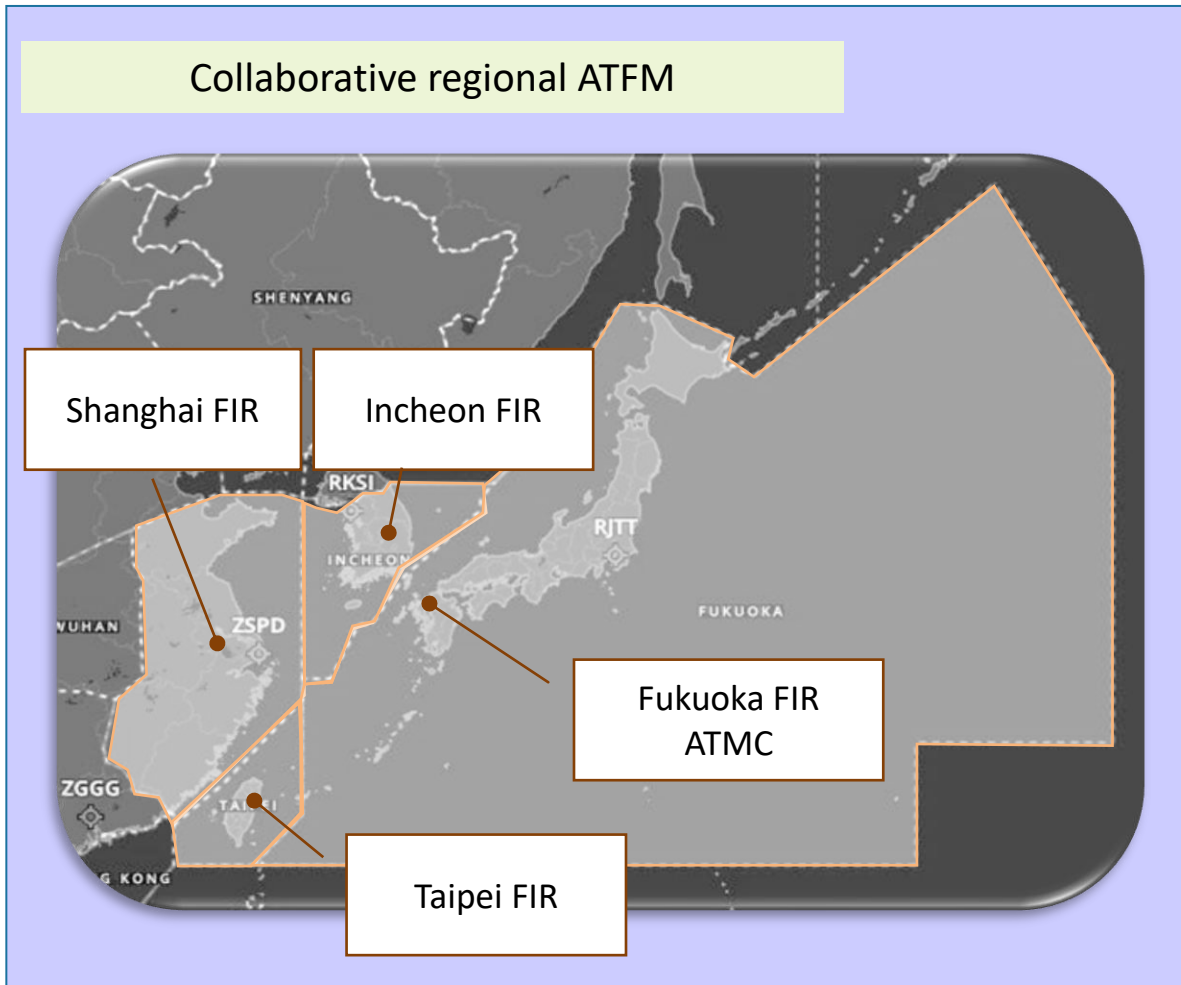 Collaborative regional ATFM
SHENYANG
Shanghai FIR
Incheon FIR
RKSI
RJTT
INCHEON
FUKUOKA
WUHAN
ZSPD
Fukuoka FIR
ATMC
ZGGG
TAIPEI
G KONG
Taipei FIR